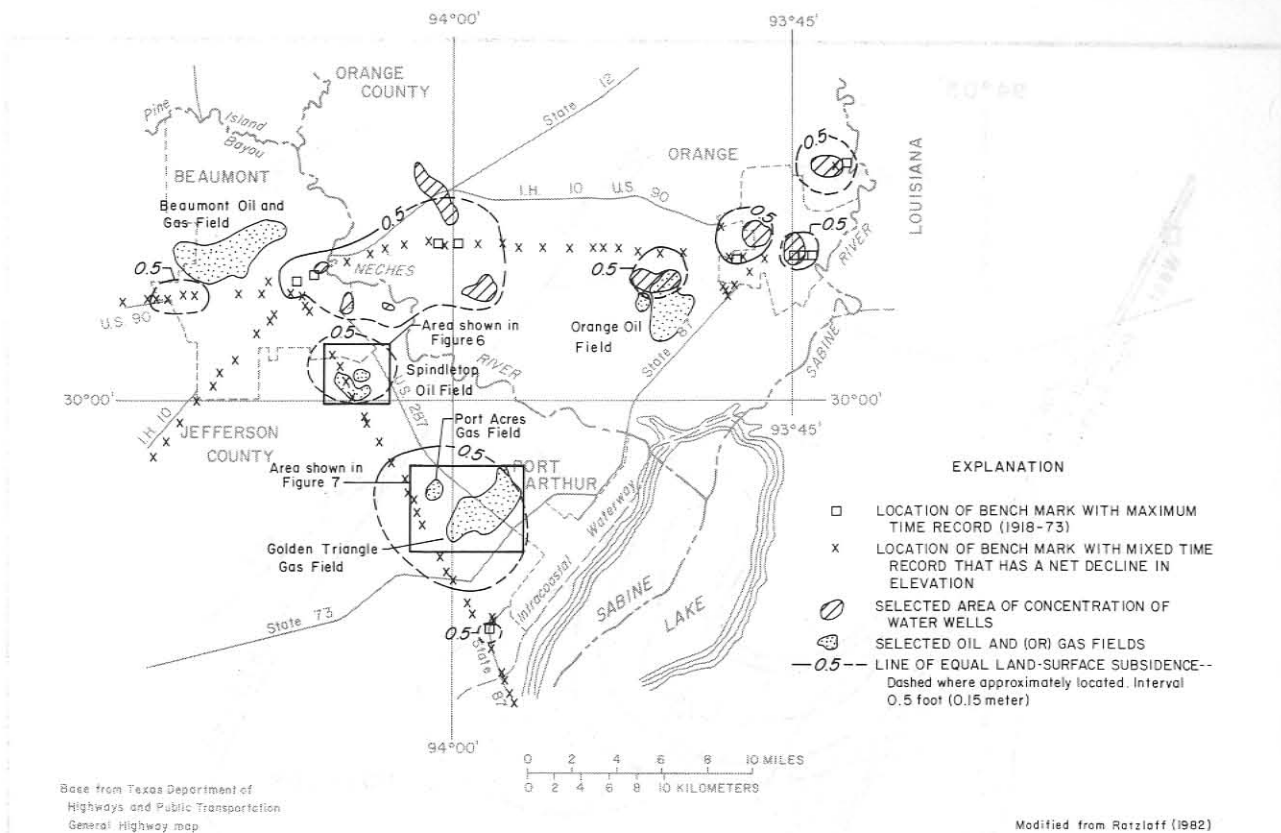 94°00'
93°45'
94°05'
ORANGE
COUNTY
State 12
Pine Island
Bayou
BEAUMONT
Beaumont Oil and
Gas Field
0.5
ORANGE
I.H. 10 U.S. 90
0.5
LOUISIANA
0.5
0.5
RIVER
0.5
NECHES
0.5
U.S. 90
Area shown in
Figure 6
Orange Oil
Field
State 87
SABINE
0.5
Spindletop
Oil Field
RIVER
U.S. 287
30°00'
30°00'
93°45'
I.H. 10
JEFFERSON
COUNTY
Port Acres
Gas Field
0.5
Area shown in
Figure 7
PORT
ARTHUR
Golden Triangle
Gas Field
Intracoastal Waterway
SABINE
LAKE
State 73
0.5
State 87
94°00'
EXPLANATION
LOCATION OF BENCH MARK WITH MAXIMUM
TIME RECORD (1918-73)
x LOCATION OF BENCH MARK WITH MIXED TIME
RECORD THAT HAS A NET DECLINE IN
ELEVATION
SELECTED AREA OF CONCENTRATION OF
WATER WELLS
SELECTED OIL AND (OR) GAS FIELDS
—0.5-- LINE OF EQUAL LAND-SURFACE SUBSIDENCE--
Dashed where approximately located. Interval
0.5 foot (0.15 meter)
0 2 4 6 8 10 MILES
0 2 4 6 8 10 KILOMETERS
Base from Texas Department of
Highways and Public Transportation
General Highway map
Modified from Ratzlaff (1982)